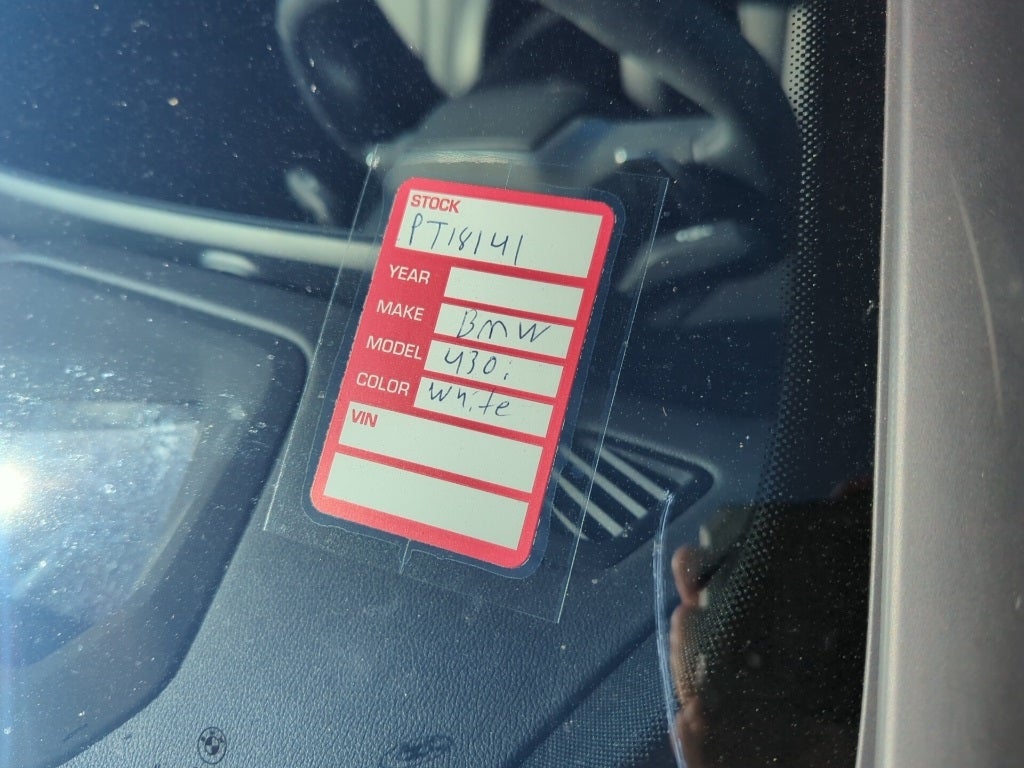 STOCK
PT18141
YEAR
MAKE BMW
MODEL 430i
COLOR White
VIN